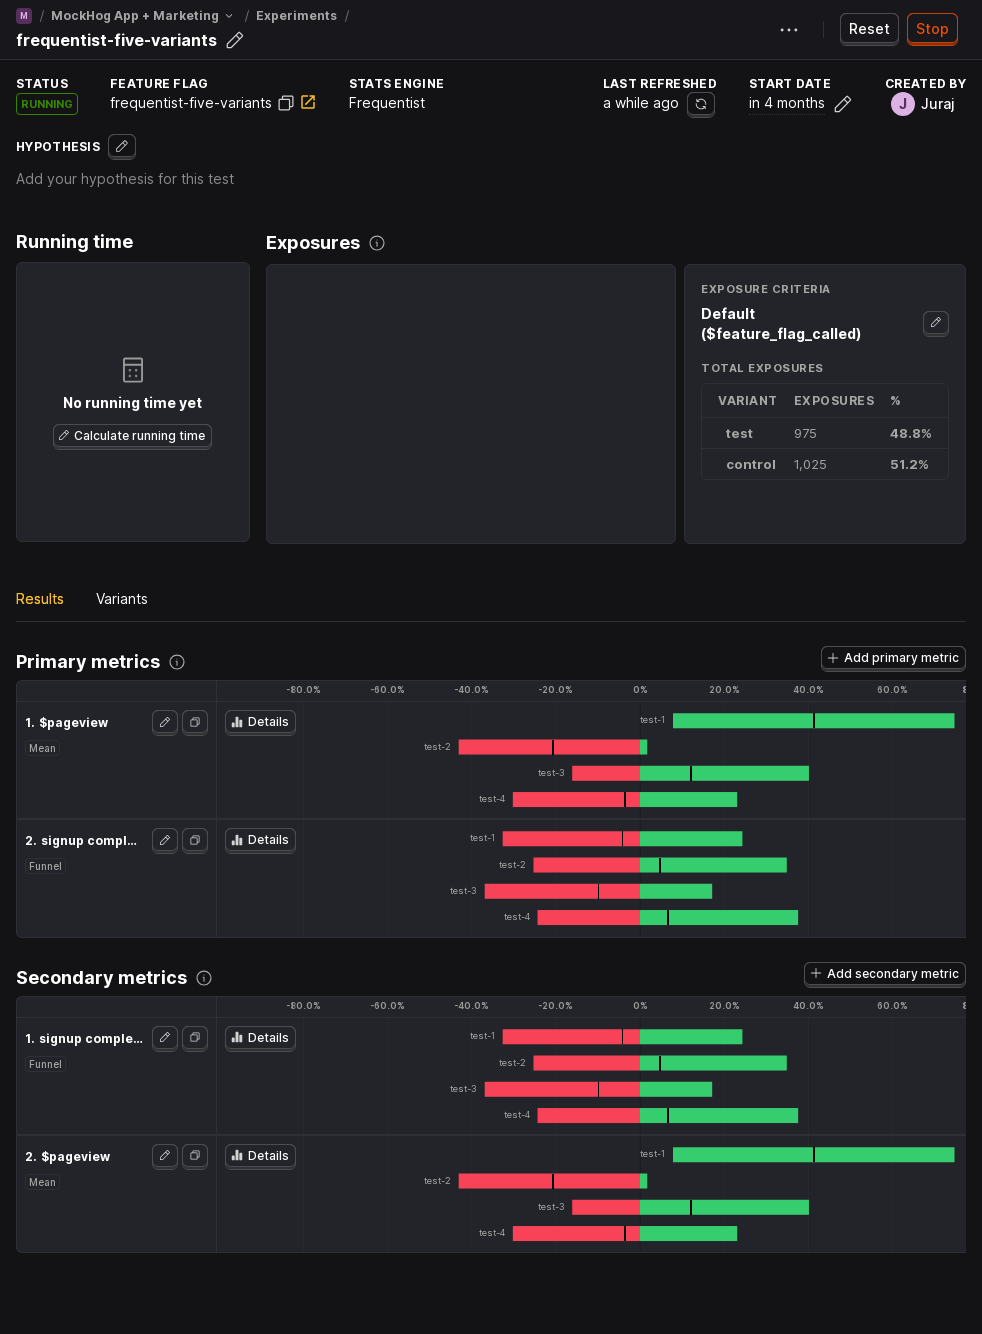 M / MockHog App + Marketing / Experiments /
frequentist-five-variants
Reset
Stop
STATUS
RUNNING
FEATURE FLAG
frequentist-five-variants
STATS ENGINE
Frequentist
LAST REFRESHED
a while ago
START DATE
in 4 months
CREATED BY
J Juraj
HYPOTHESIS
Add your hypothesis for this test
Running time
No running time yet
Calculate running time
Exposures
EXPOSURE CRITERIA
Default
($feature_flag_called)
TOTAL EXPOSURES
VARIANT EXPOSURES %
test 975 48.8%
control 1,025 51.2%
Results Variants
Primary metrics
Add primary metric
-80.0% -60.0% -40.0% -20.0% 0% 20.0% 40.0% 60.0% 8
1. $pageview
Mean
Details
test-1
test-2
test-3
test-4
2. signup compl...
Funnel
Details
test-1
test-2
test-3
test-4
Secondary metrics
Add secondary metric
-80.0% -60.0% -40.0% -20.0% 0% 20.0% 40.0% 60.0% 8
1. signup comple...
Funnel
Details
test-1
test-2
test-3
test-4
2. $pageview
Mean
Details
test-1
test-2
test-3
test-4